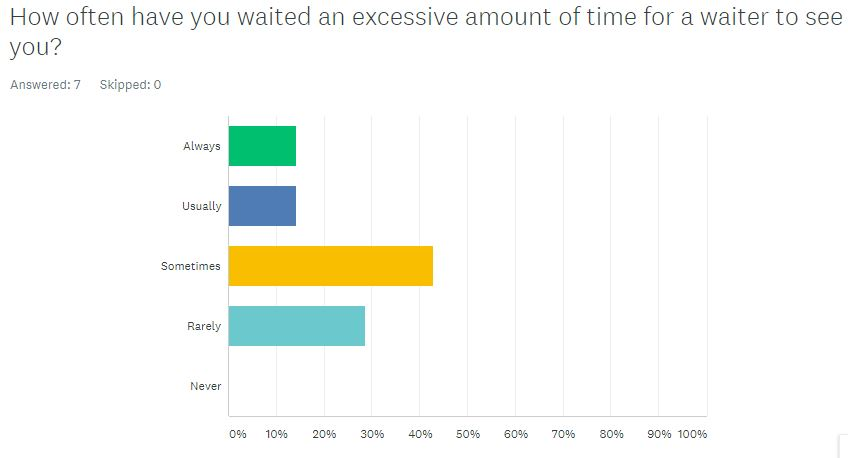 How often have you waited an excessive amount of time for a waiter to see
you?
Answered: 7 Skipped: 0
Always
Usually
Sometimes
Rarely
Never
0% 10% 20% 30% 40% 50% 60% 70% 80% 90% 100%